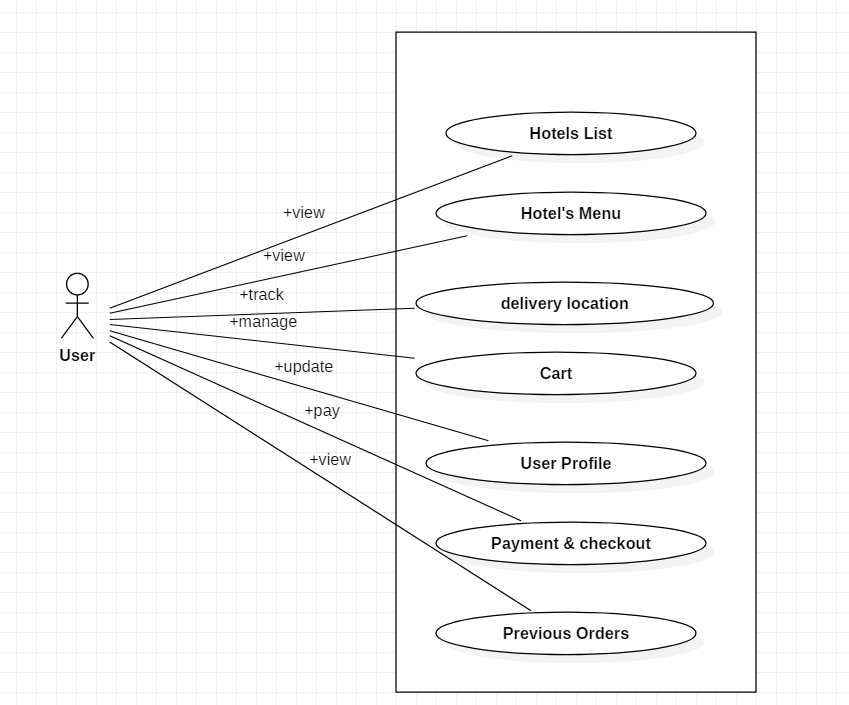 Hotels List
+view
Hotel's Menu
+view
+track
delivery location
+manage
User
+update
Cart
+pay
+view
User Profile
Payment & checkout
Previous Orders